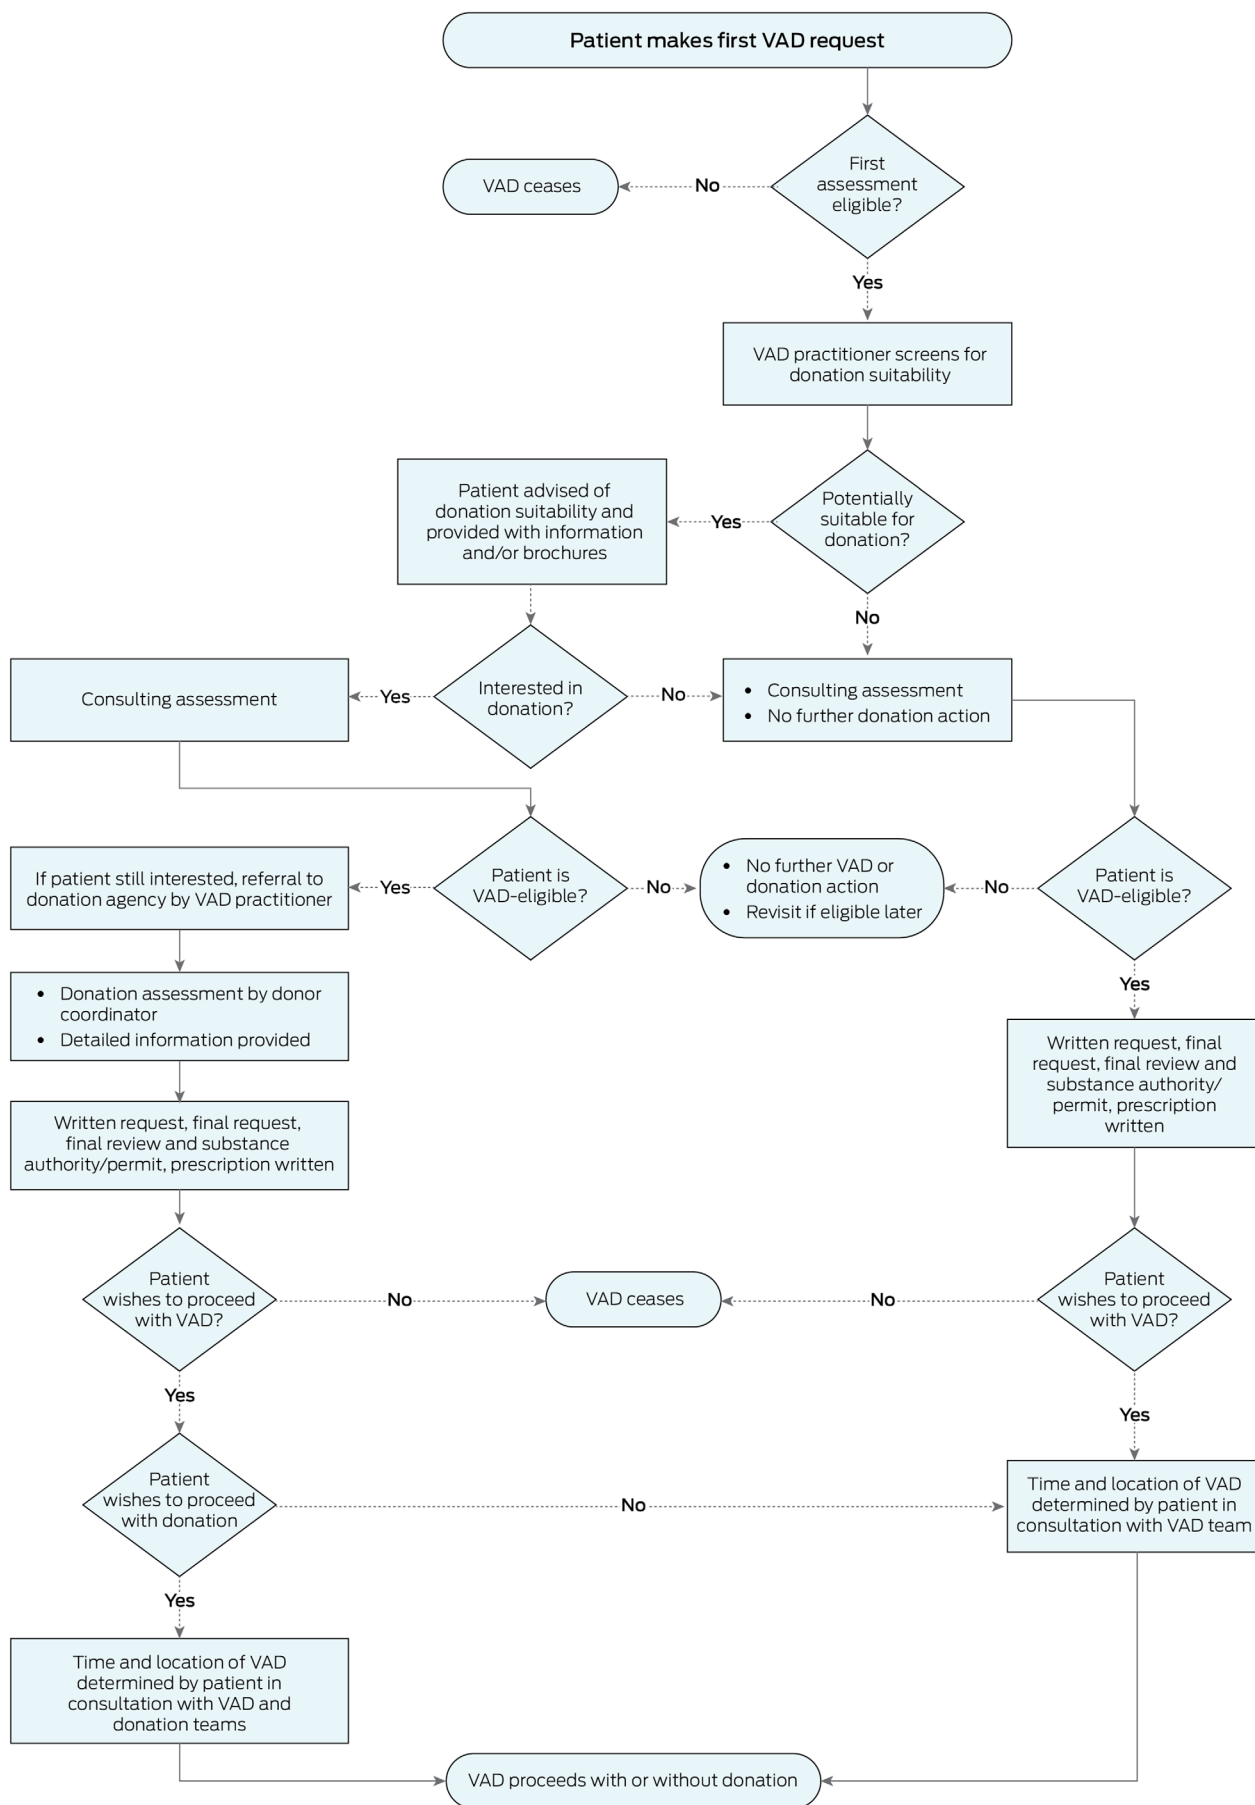 Patient makes first VAD request
First
assessment
eligible?
No
VAD ceases
Yes
VAD practitioner screens for
donation suitability
Potentially
suitable for
donation?
Yes
Patient advised of
donation suitability and
provided with information
and/or brochures
No
Interested in
donation?
Yes
Consulting assessment
No
• Consulting assessment
• No further donation action
Patient is
VAD-eligible?
Yes
If patient still interested, referral to
donation agency by VAD practitioner
No
• No further VAD or
donation action
• Revisit if eligible later
No
Patient is
VAD-eligible?
Yes
• Donation assessment by donor
coordinator
• Detailed information provided
Written request, final
request, final review and
substance authority/
permit, prescription
written
Written request, final request,
final review and substance
authority/permit, prescription written
Patient
wishes to proceed
with VAD?
No
VAD ceases
No
Patient
wishes to proceed
with VAD?
Yes
Yes
Patient
wishes to proceed
with donation
No
Time and location of VAD
determined by patient in
consultation with VAD team
Yes
Time and location of VAD
determined by patient in
consultation with VAD and
donation teams
VAD proceeds with or without donation